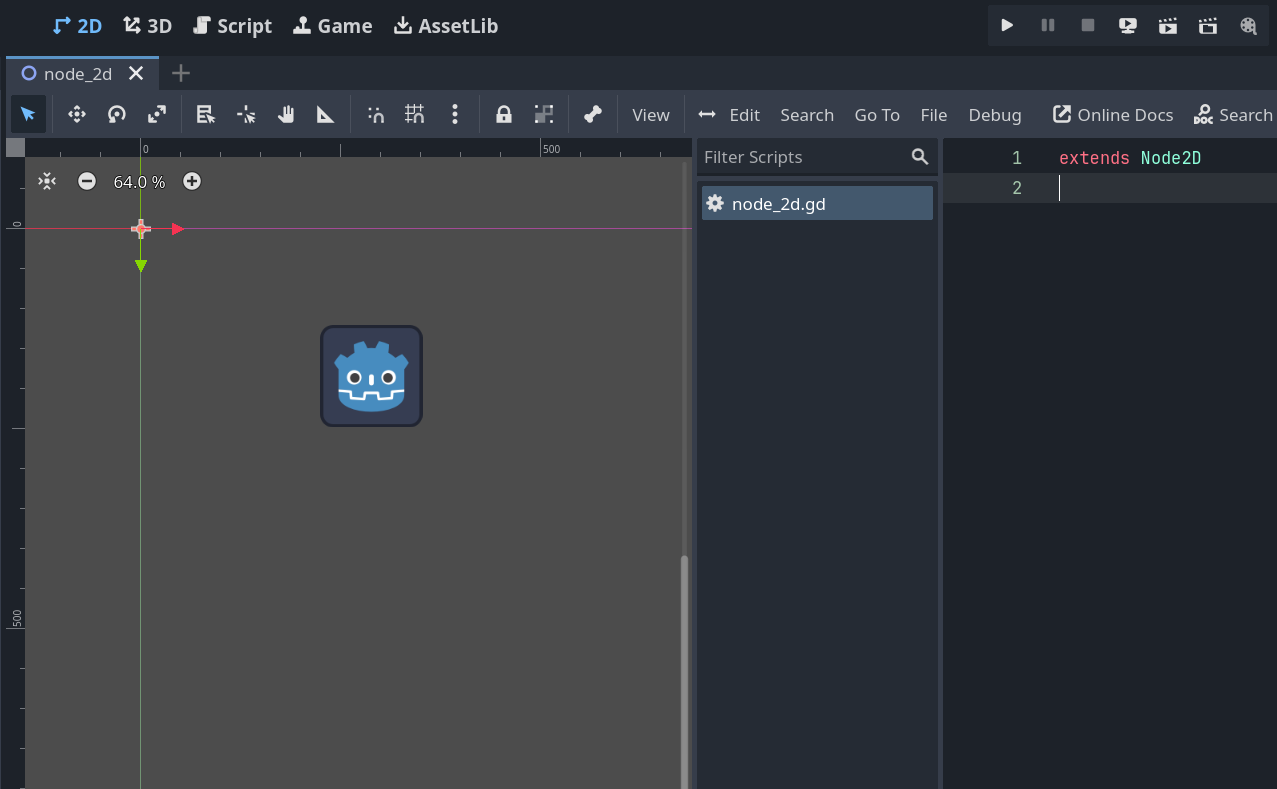 2D 3D Script Game AssetLib
node_2d
View Edit Search Go To File Debug Online Docs Search
DOC
0 500
Filter Scripts
64.0 %
node_2d.gd
0
500
1 extends Node2D
2